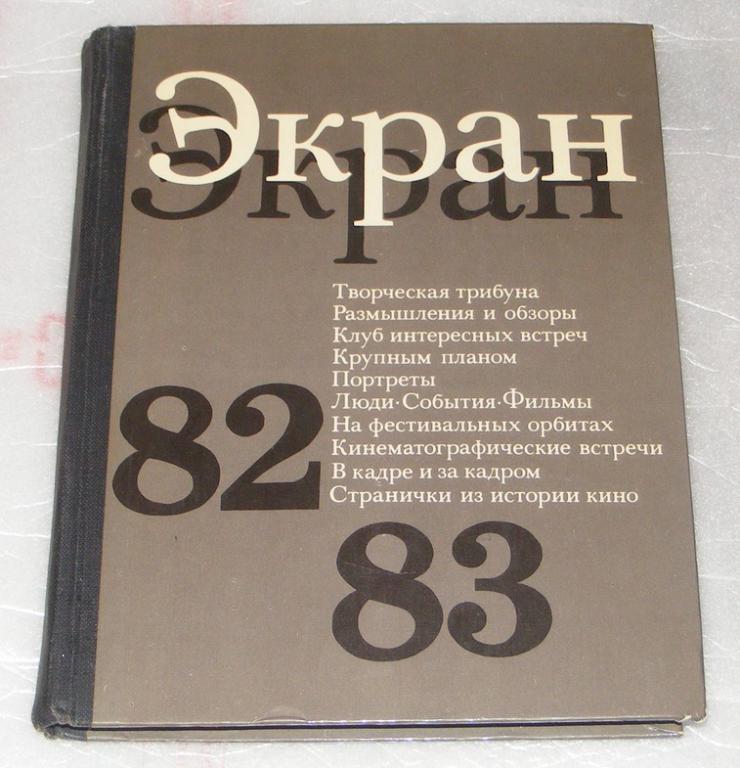 Экран
Экран
Творческая трибуна
Размышления и обзоры
Клуб интересных встреч
Крупным планом
Портреты
Люди·События·Фильмы
На фестивальных орбитах
Кинематографические встречи
В кадре и за кадром
Странички из истории кино
82
83